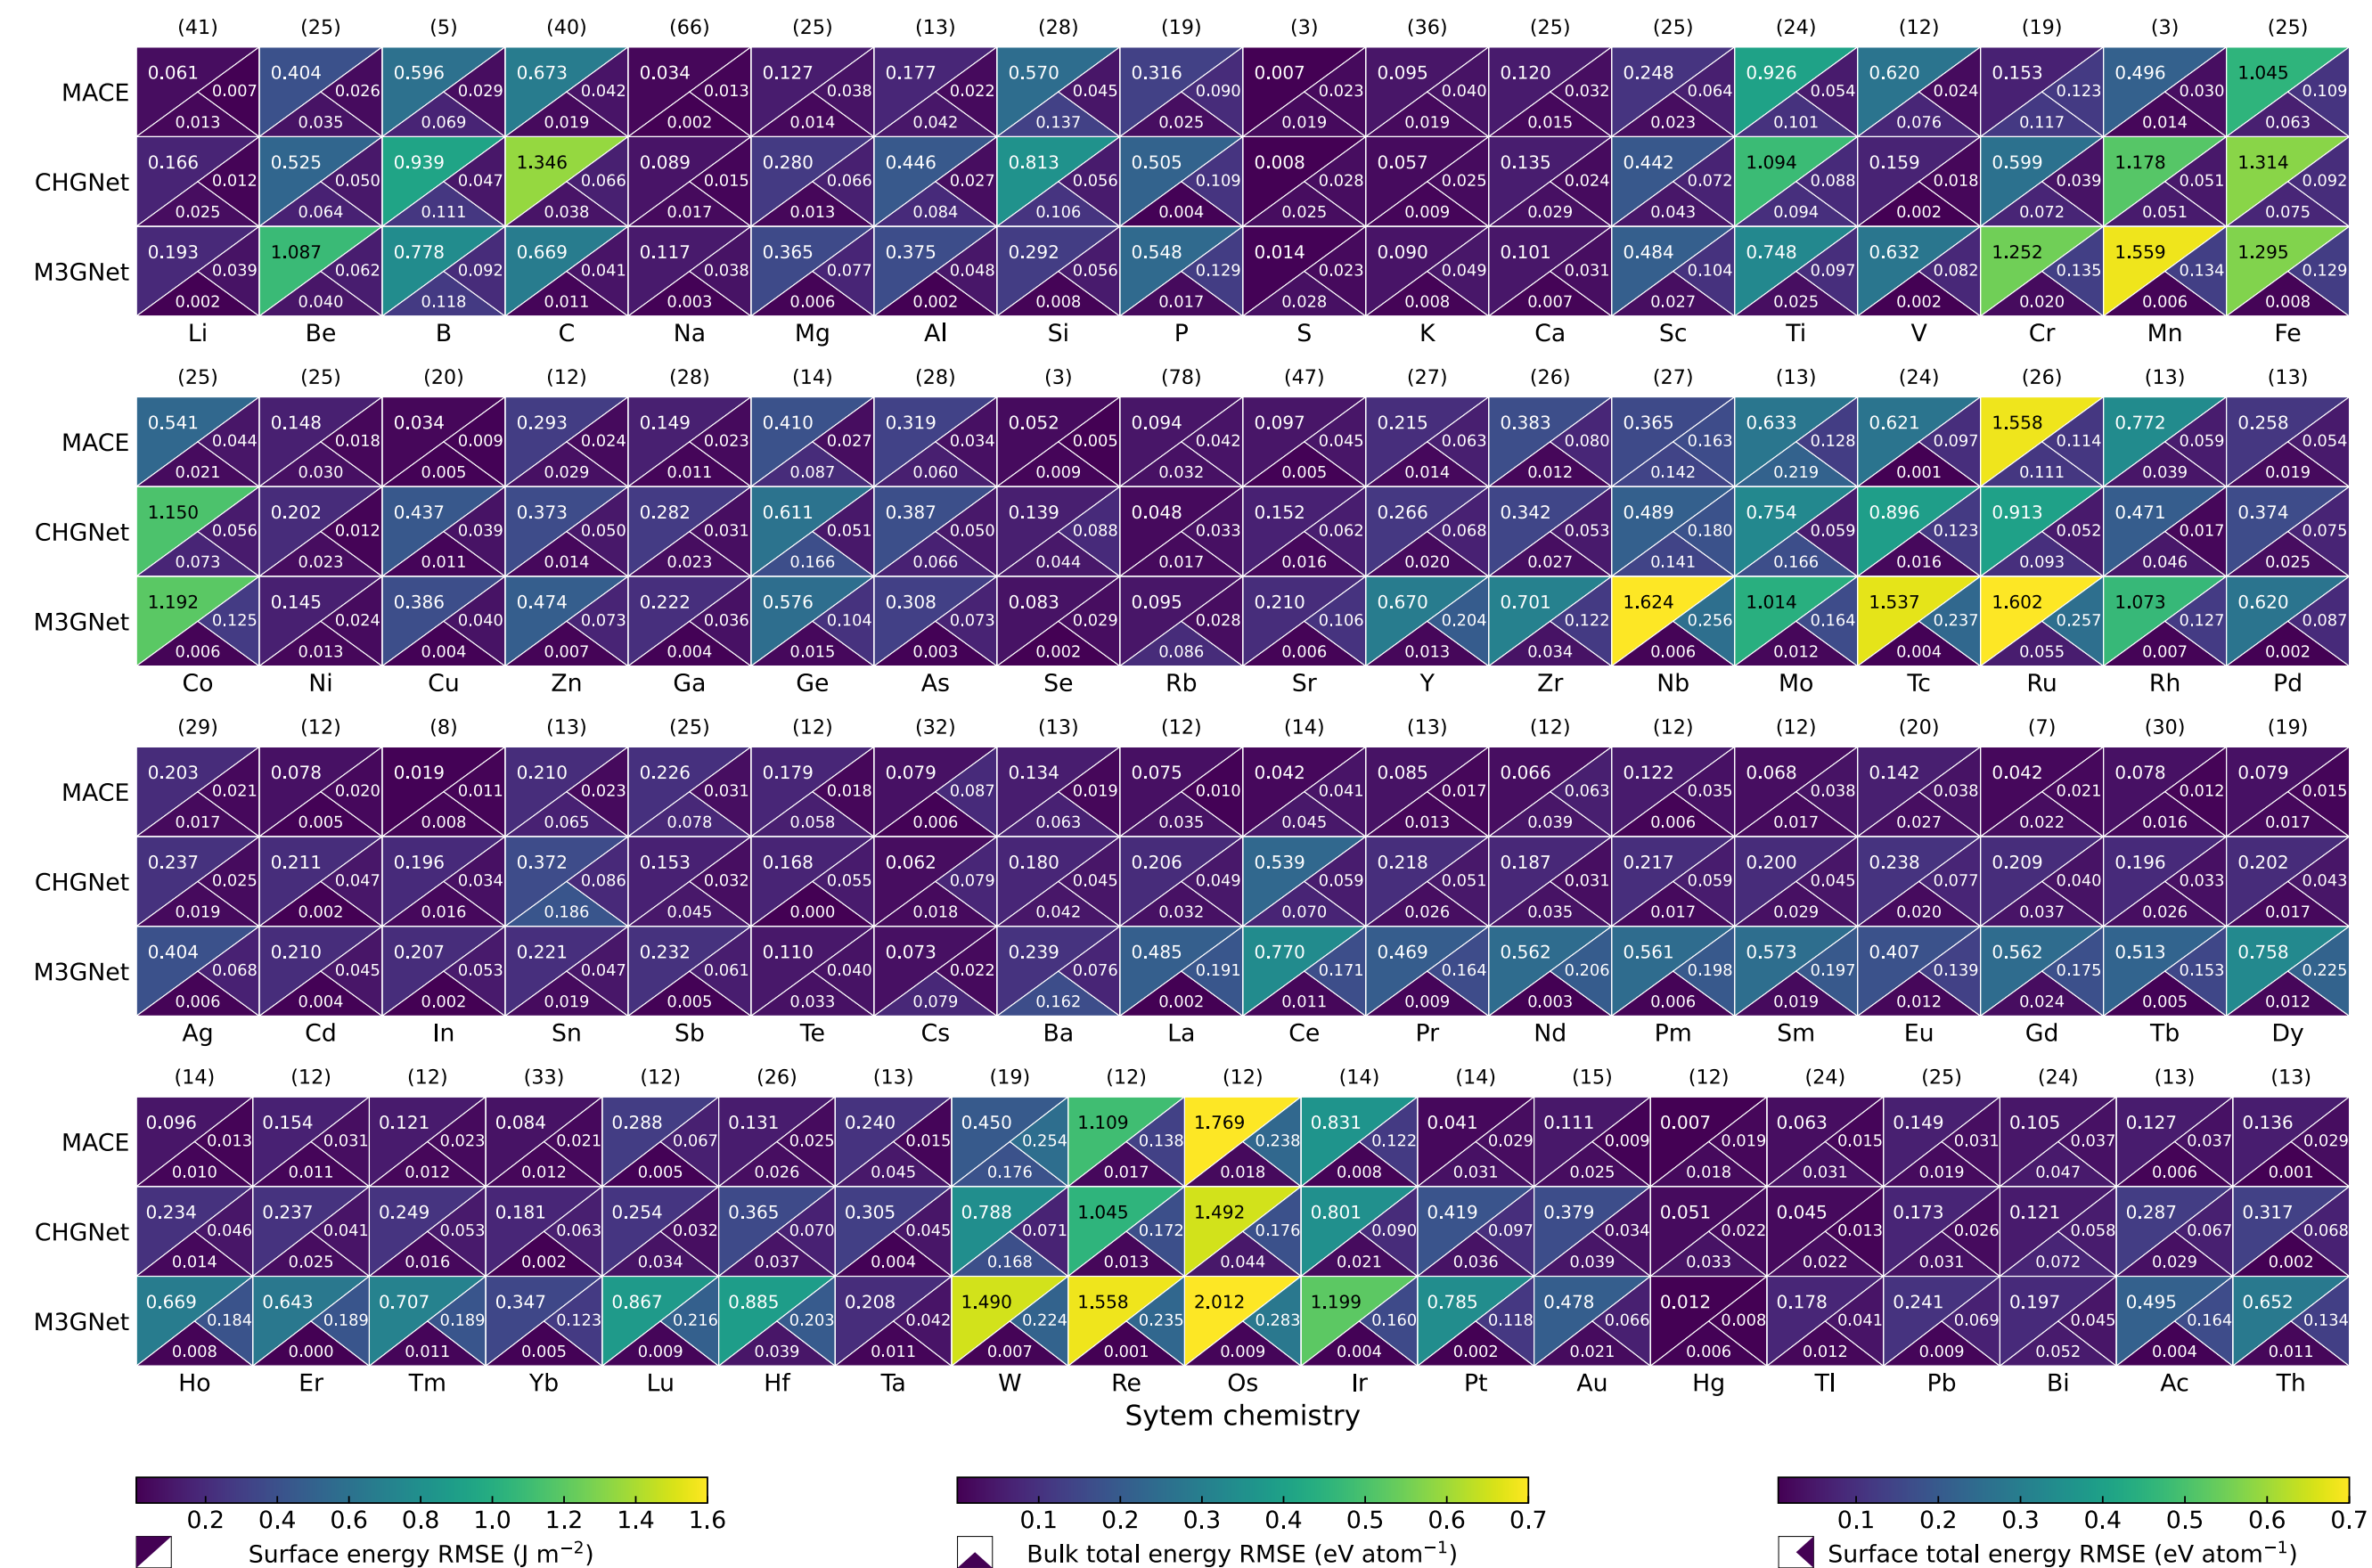 (41) (25) (5) (40) (66) (25) (13) (28) (19) (3) (36) (25) (25) (24) (12) (19) (3) (25)
0.061 0.404 0.596 0.673 0.034 0.127 0.177 0.570 0.316 0.007 0.095 0.120 0.248 0.926 0.620 0.153 0.496 1.045
MACE 0.007 0.026 0.029 0.042 0.013 0.038 0.022 0.045 0.090 0.023 0.040 0.032 0.064 0.054 0.024 0.123 0.030 0.109
0.013 0.035 0.069 0.019 0.002 0.014 0.042 0.137 0.025 0.019 0.019 0.015 0.023 0.101 0.076 0.117 0.014 0.063
0.166 0.525 0.939 1.346 0.089 0.280 0.446 0.813 0.505 0.008 0.057 0.135 0.442 1.094 0.159 0.599 1.178 1.314
CHGNet 0.012 0.050 0.047 0.066 0.015 0.066 0.027 0.056 0.109 0.028 0.025 0.024 0.072 0.088 0.018 0.039 0.051 0.092
0.025 0.064 0.111 0.038 0.017 0.013 0.084 0.106 0.004 0.025 0.009 0.029 0.043 0.094 0.002 0.072 0.051 0.075
0.193 1.087 0.778 0.669 0.117 0.365 0.375 0.292 0.548 0.014 0.090 0.101 0.484 0.748 0.632 1.252 1.559 1.295
M3GNet 0.039 0.062 0.092 0.041 0.038 0.077 0.048 0.056 0.129 0.023 0.049 0.031 0.104 0.097 0.082 0.135 0.134 0.129
0.002 0.040 0.118 0.011 0.003 0.006 0.002 0.008 0.017 0.028 0.008 0.007 0.027 0.025 0.002 0.020 0.006 0.008
Li Be B C Na Mg Al Si P S K Ca Sc Ti V Cr Mn Fe
(25) (25) (20) (12) (28) (14) (28) (3) (78) (47) (27) (26) (27) (13) (24) (26) (13) (13)
0.541 0.148 0.034 0.293 0.149 0.410 0.319 0.052 0.094 0.097 0.215 0.383 0.365 0.633 0.621 1.558 0.772 0.258
MACE 0.044 0.018 0.009 0.024 0.023 0.027 0.034 0.005 0.042 0.045 0.063 0.080 0.163 0.128 0.097 0.114 0.059 0.054
0.021 0.030 0.005 0.029 0.011 0.087 0.060 0.009 0.032 0.005 0.014 0.012 0.142 0.219 0.001 0.111 0.039 0.019
1.150 0.202 0.437 0.373 0.282 0.611 0.387 0.139 0.048 0.152 0.266 0.342 0.489 0.754 0.896 0.913 0.471 0.374
CHGNet 0.056 0.012 0.039 0.050 0.031 0.051 0.050 0.088 0.033 0.062 0.068 0.053 0.180 0.059 0.123 0.052 0.017 0.075
0.073 0.023 0.011 0.014 0.023 0.166 0.066 0.044 0.017 0.016 0.020 0.027 0.141 0.166 0.016 0.093 0.046 0.025
1.192 0.145 0.386 0.474 0.222 0.576 0.308 0.083 0.095 0.210 0.670 0.701 1.624 1.014 1.537 1.602 1.073 0.620
M3GNet 0.125 0.024 0.040 0.073 0.036 0.104 0.073 0.029 0.028 0.106 0.204 0.122 0.256 0.164 0.237 0.257 0.127 0.087
0.006 0.013 0.004 0.007 0.004 0.015 0.003 0.002 0.086 0.006 0.013 0.034 0.006 0.012 0.004 0.055 0.007 0.002
Co Ni Cu Zn Ga Ge As Se Rb Sr Y Zr Nb Mo Tc Ru Rh Pd
(29) (12) (8) (13) (25) (12) (32) (13) (12) (14) (13) (12) (12) (12) (20) (7) (30) (19)
0.203 0.078 0.019 0.210 0.226 0.179 0.079 0.134 0.075 0.042 0.085 0.066 0.122 0.068 0.142 0.042 0.078 0.079
MACE 0.021 0.020 0.011 0.023 0.031 0.018 0.087 0.019 0.010 0.041 0.017 0.063 0.035 0.038 0.038 0.021 0.012 0.015
0.017 0.005 0.008 0.065 0.078 0.058 0.006 0.063 0.035 0.045 0.013 0.039 0.006 0.017 0.027 0.022 0.016 0.017
0.237 0.211 0.196 0.372 0.153 0.168 0.062 0.180 0.206 0.539 0.218 0.187 0.217 0.200 0.238 0.209 0.196 0.202
CHGNet 0.025 0.047 0.034 0.086 0.032 0.055 0.079 0.045 0.049 0.059 0.051 0.031 0.059 0.045 0.077 0.040 0.033 0.043
0.019 0.002 0.016 0.186 0.045 0.000 0.018 0.042 0.032 0.070 0.026 0.035 0.017 0.029 0.020 0.037 0.026 0.017
0.404 0.210 0.207 0.221 0.232 0.110 0.073 0.239 0.485 0.770 0.469 0.562 0.561 0.573 0.407 0.562 0.513 0.758
M3GNet 0.068 0.045 0.053 0.047 0.061 0.040 0.022 0.076 0.191 0.171 0.164 0.206 0.198 0.197 0.139 0.175 0.153 0.225
0.006 0.004 0.002 0.019 0.005 0.033 0.079 0.162 0.002 0.011 0.009 0.003 0.006 0.019 0.012 0.024 0.005 0.012
Ag Cd In Sn Sb Te Cs Ba La Ce Pr Nd Pm Sm Eu Gd Tb Dy
(14) (12) (12) (33) (12) (26) (13) (19) (12) (12) (14) (14) (15) (12) (24) (25) (24) (13) (13)
0.096 0.154 0.121 0.084 0.288 0.131 0.240 0.450 1.109 1.769 0.831 0.041 0.111 0.007 0.063 0.149 0.105 0.127 0.136
MACE 0.013 0.031 0.023 0.021 0.067 0.025 0.015 0.254 0.138 0.238 0.122 0.029 0.009 0.019 0.015 0.031 0.037 0.037 0.029
0.010 0.011 0.012 0.012 0.005 0.026 0.045 0.176 0.017 0.018 0.008 0.031 0.025 0.018 0.031 0.019 0.047 0.006 0.001
0.234 0.237 0.249 0.181 0.254 0.365 0.305 0.788 1.045 1.492 0.801 0.419 0.379 0.051 0.045 0.173 0.121 0.287 0.317
CHGNet 0.046 0.041 0.053 0.063 0.032 0.070 0.045 0.071 0.172 0.176 0.090 0.097 0.034 0.022 0.013 0.026 0.058 0.067 0.068
0.014 0.025 0.016 0.002 0.034 0.037 0.004 0.168 0.013 0.044 0.021 0.036 0.039 0.033 0.022 0.031 0.072 0.029 0.002
0.669 0.643 0.707 0.347 0.867 0.885 0.208 1.490 1.558 2.012 1.199 0.785 0.478 0.012 0.178 0.241 0.197 0.495 0.652
M3GNet 0.184 0.189 0.189 0.123 0.216 0.203 0.042 0.224 0.235 0.283 0.160 0.118 0.066 0.008 0.041 0.069 0.045 0.164 0.134
0.008 0.000 0.011 0.005 0.009 0.039 0.011 0.007 0.001 0.009 0.004 0.002 0.021 0.006 0.012 0.009 0.052 0.004 0.011
Ho Er Tm Yb Lu Hf Ta W Re Os Ir Pt Au Hg Tl Pb Bi Ac Th
Sytem chemistry
0.2 0.4 0.6 0.8 1.0 1.2 1.4 1.6 0.1 0.2 0.3 0.4 0.5 0.6 0.7 0.1 0.2 0.3 0.4 0.5 0.6 0.7
Surface energy RMSE (J m⁻²) Bulk total energy RMSE (eV atom⁻¹) Surface total energy RMSE (eV atom⁻¹)